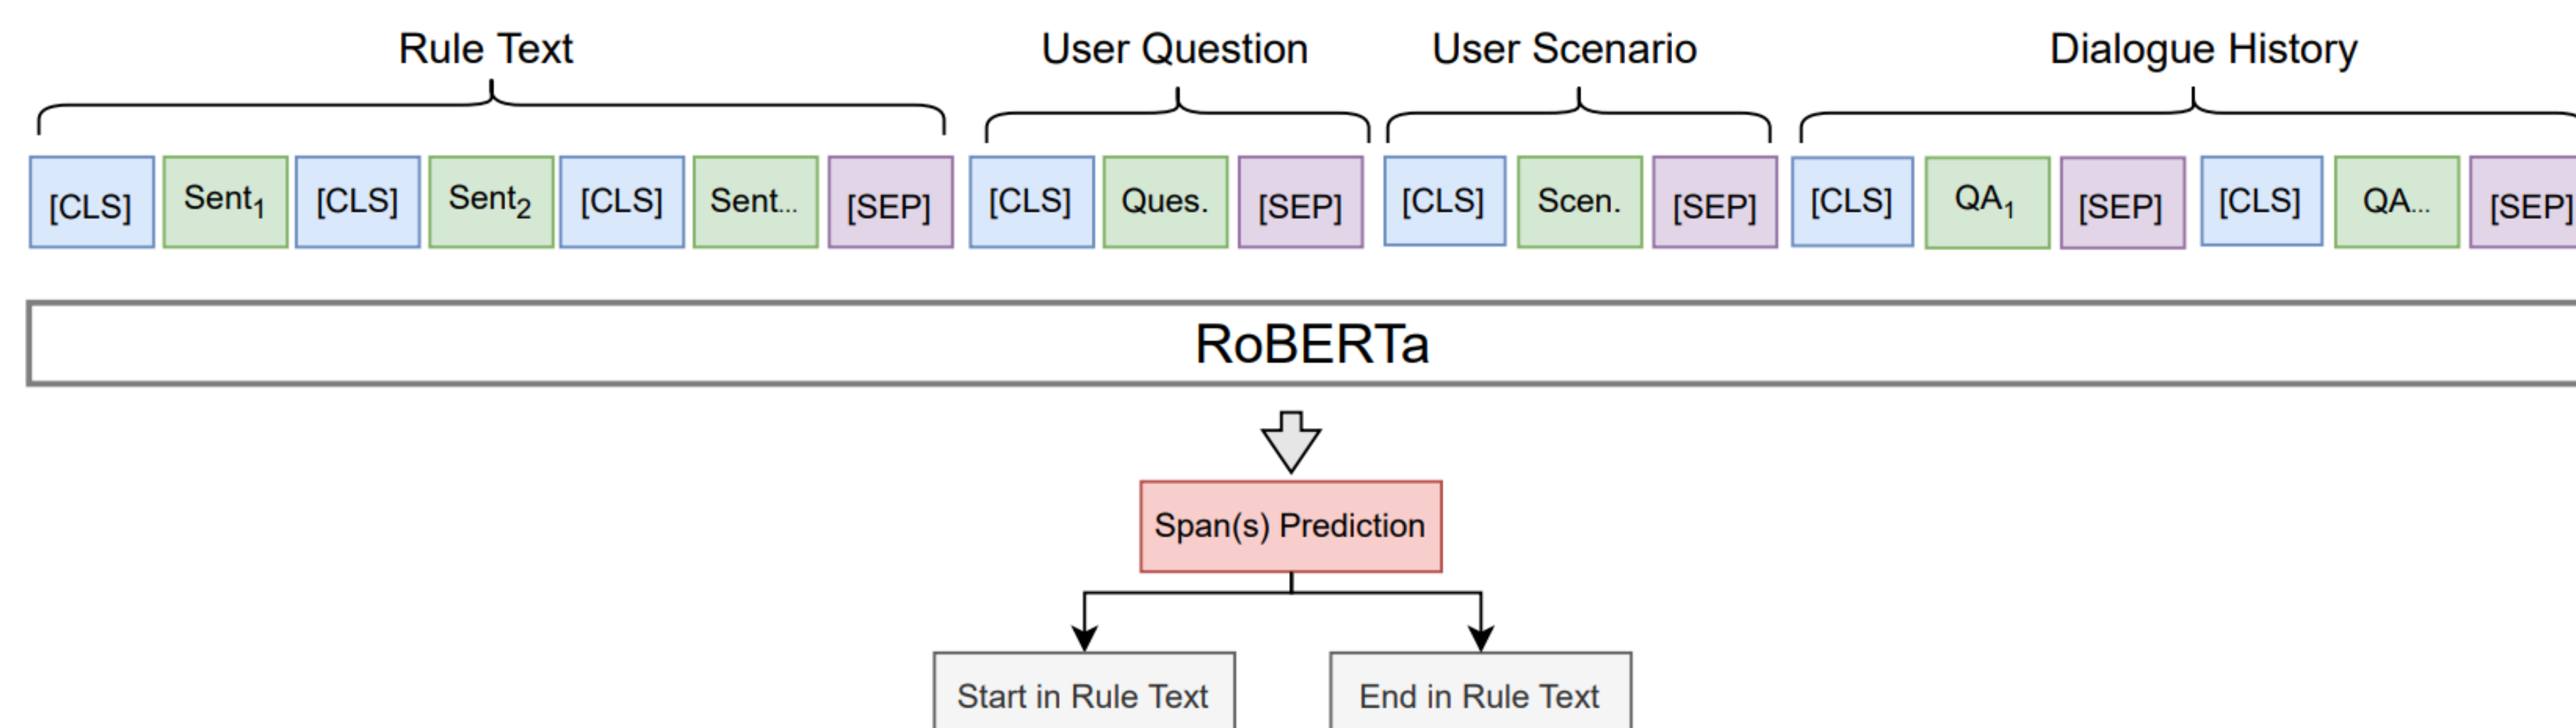 Rule Text User Question User Scenario Dialogue History
[CLS] Sent1 [CLS] Sent2 [CLS] Sent... [SEP] [CLS] Ques. [SEP] [CLS] Scen. [SEP] [CLS] QA1 [SEP] [CLS] QA... [SEP]
RoBERTa
Span(s) Prediction
Start in Rule Text End in Rule Text